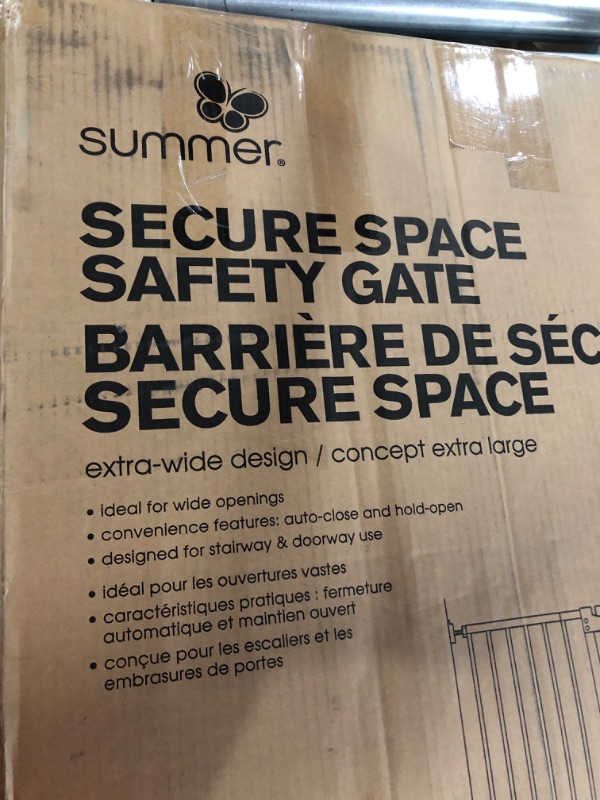 summer®
SECURE SPACE
SAFETY GATE
BARRIÈRE DE SÉC
SECURE SPACE
extra-wide design / concept extra large
• ideal for wide openings
• convenience features: auto-close and hold-open
• designed for stairway & doorway use
• idéal pour les ouvertures vastes
• caractéristiques pratiques : fermeture
automatique et maintien ouvert
• conçue pour les escaliers et les
embrasures de portes